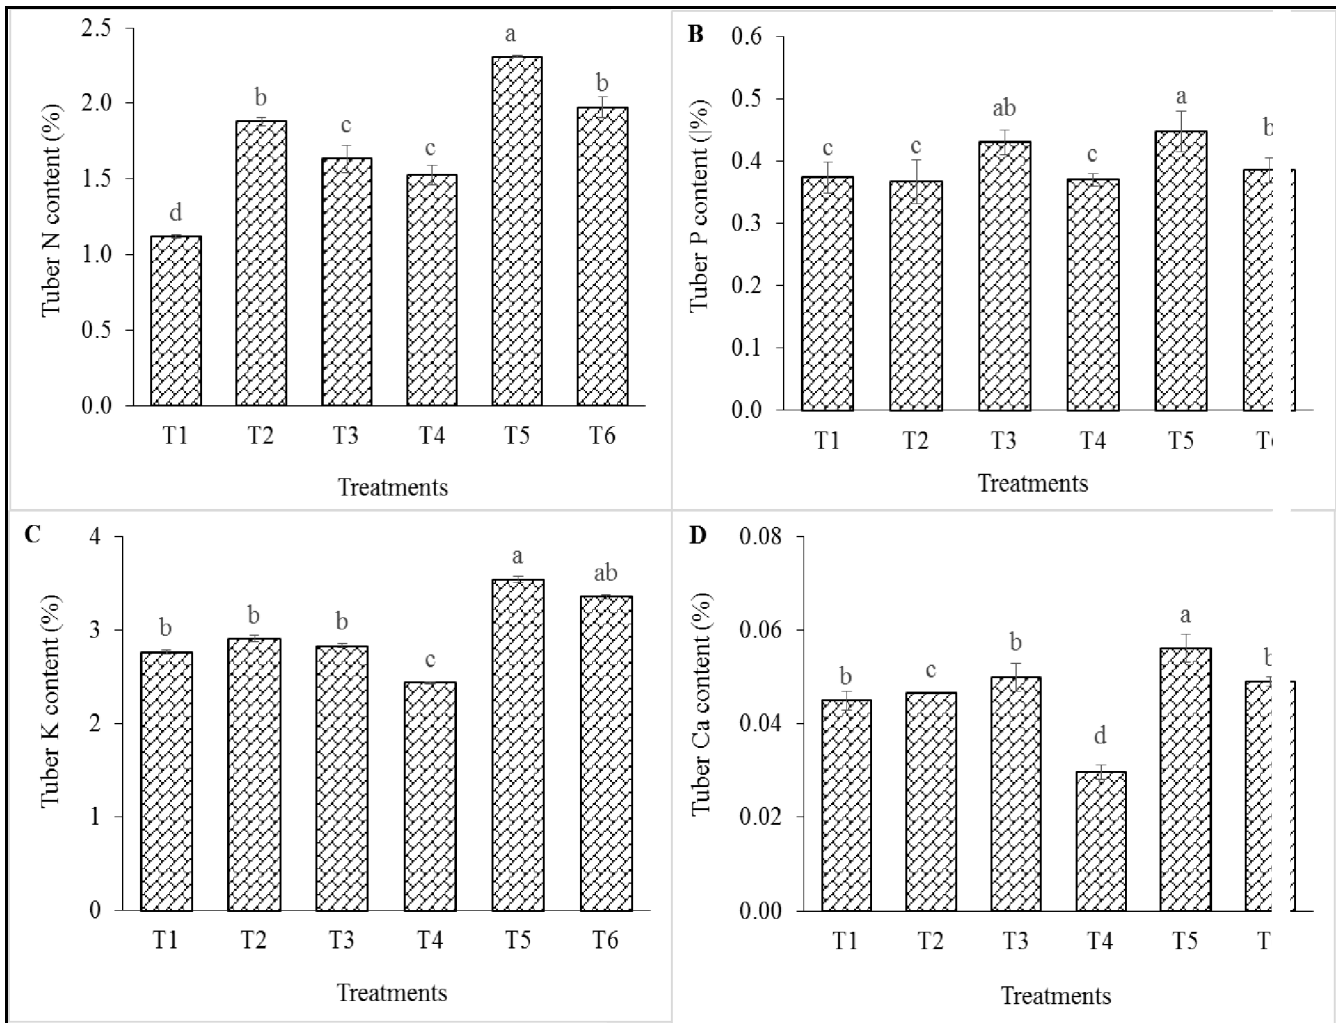 2.5
2.0
1.5
1.0
0.5
0.0
Tuber N content (%)
d
b
c
c
a
b
T1 T2 T3 T4 T5 T6
Treatments
B
0.6
0.5
0.4
0.3
0.2
0.1
0.0
Tuber P content (|%)
c
c
ab
c
a
b
T1 T2 T3 T4 T5
Treatments
C
4
3
2
1
0
Tuber K content (%)
b
b
b
c
a
ab
T1 T2 T3 T4 T5 T6
Treatments
D
0.08
0.06
0.04
0.02
0.00
Tuber Ca content (%)
b
c
b
d
a
b
T1 T2 T3 T4 T5 T
Treatments